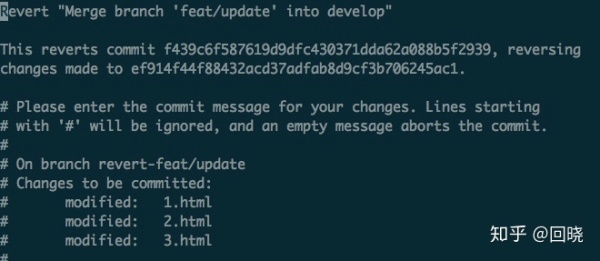 Revert "Merge branch 'feat/update' into develop"
This reverts commit f439c6f587619d9dfc430371dda62a088b5f2939, reversing
changes made to ef914f44f88432acd37adfab8d9cf3b706245ac1.
# Please enter the commit message for your changes. Lines starting
# with '#' will be ignored, and an empty message aborts the commit.
#
# On branch revert-feat/update
# Changes to be committed:
#       modified:   1.html
#       modified:   2.html
#       modified:   3.html
#
知乎 @回晓